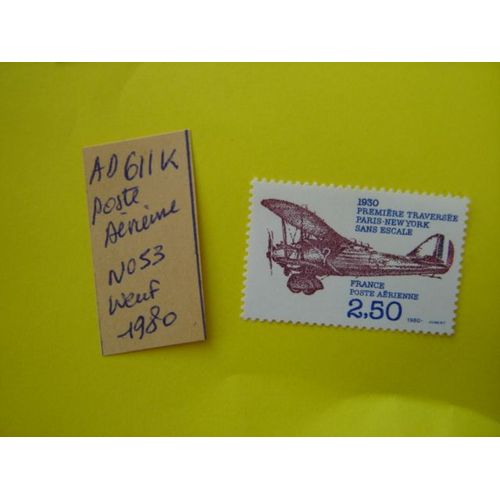 AD611K
poste
Aérienne
NO53
Neuf
1980
1930
PREMIÈRE TRAVERSÉE
PARIS-NEW YORK
SANS ESCALE
FRANCE
POSTE AÉRIENNE
2,50
1980